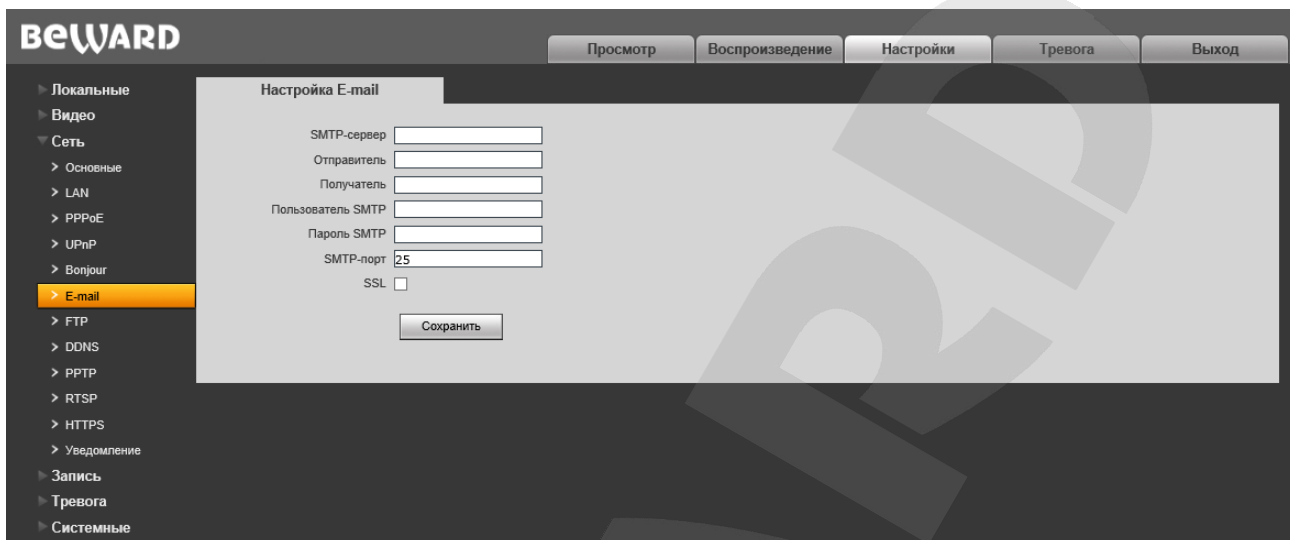 BEWARD
Просмотр
Воспроизведение
Настройки
Тревога
Выход
Локальные
Видео
Сеть
Основные
LAN
PPPoE
UPnP
Bonjour
E-mail
FTP
DDNS
PPTP
RTSP
HTTPS
Уведомление
Запись
Тревога
Системные
Настройка E-mail
SMTP-сервер
Отправитель
Получатель
Пользователь SMTP
Пароль SMTP
SMTP-порт 25
SSL
Сохранить